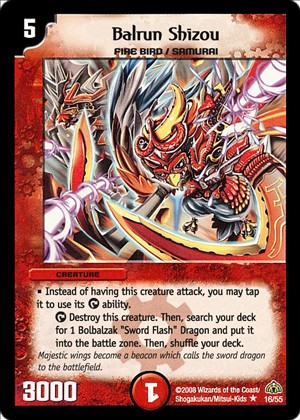 5
Balrun Shizou
FIRE BIRD / SAMURAI
CREATURE
■ Instead of having this creature attack, you may
tap it to use its ability.
Destroy this creature. Then, search your deck
for 1 Bolbalzak "Sword Flash" Dragon and put it
into the battle zone. Then, shuffle your deck.
Majestic wings become a beacon which calls the sword dragon
to the battlefield.
3000
1
©2008 Wizards of the Coast/
Shogakukan/Mitsui-Kids ★ 16/55